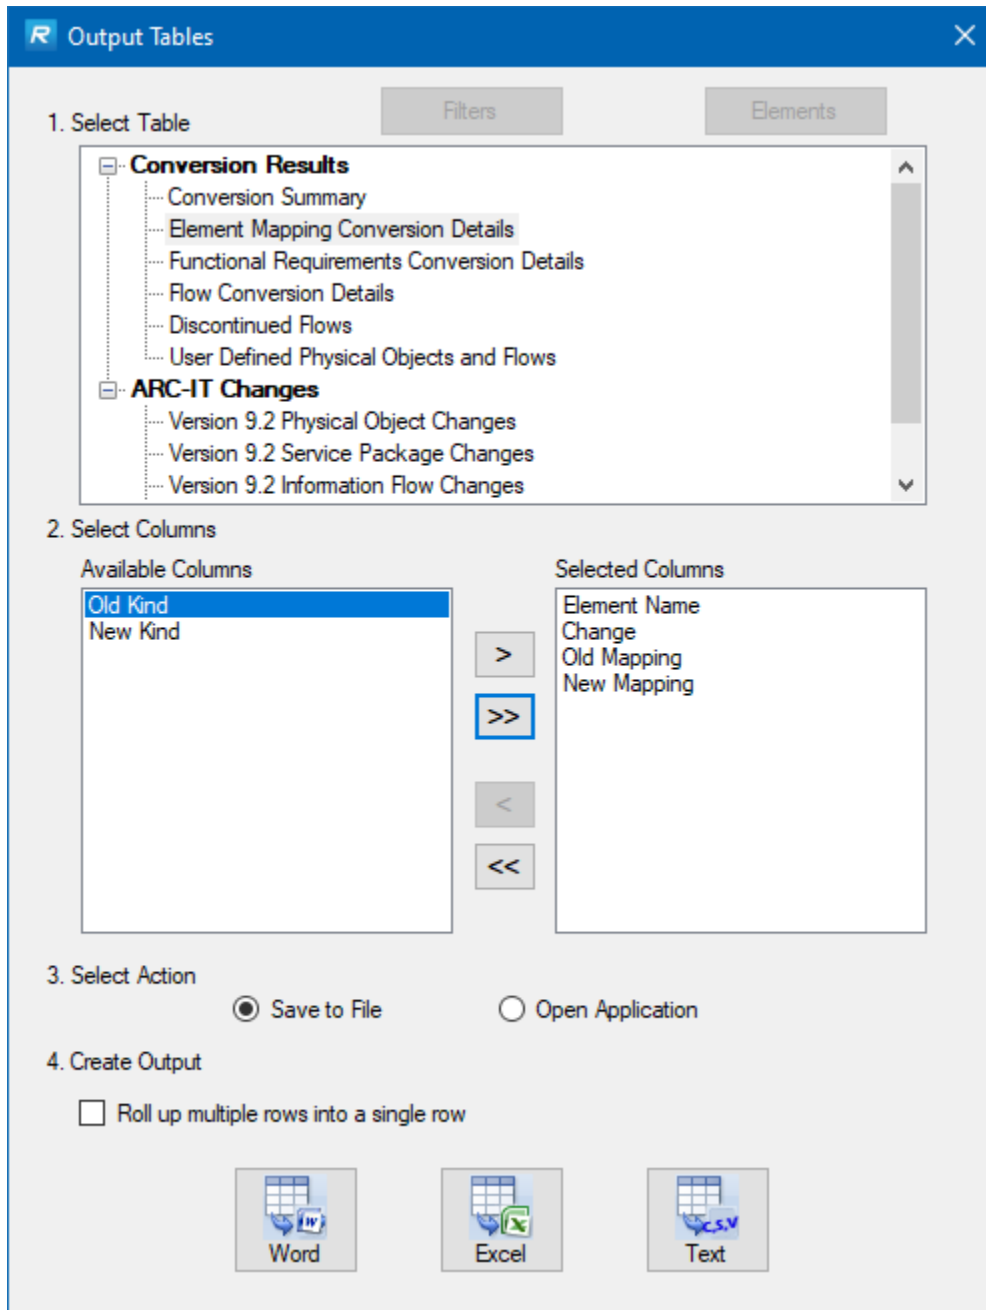 R Output Tables
1. Select Table
Filters
Elements
Conversion Results
Conversion Summary
Element Mapping Conversion Details
Functional Requirements Conversion Details
Flow Conversion Details
Discontinued Flows
User Defined Physical Objects and Flows
ARC-IT Changes
Version 9.2 Physical Object Changes
Version 9.2 Service Package Changes
Version 9.2 Information Flow Changes
2. Select Columns
Available Columns
Old Kind
New Kind
>
>>
<
<<
Selected Columns
Element Name
Change
Old Mapping
New Mapping
3. Select Action
Save to File
Open Application
4. Create Output
Roll up multiple rows into a single row
W
Word
X
Excel
C,S,V
Text